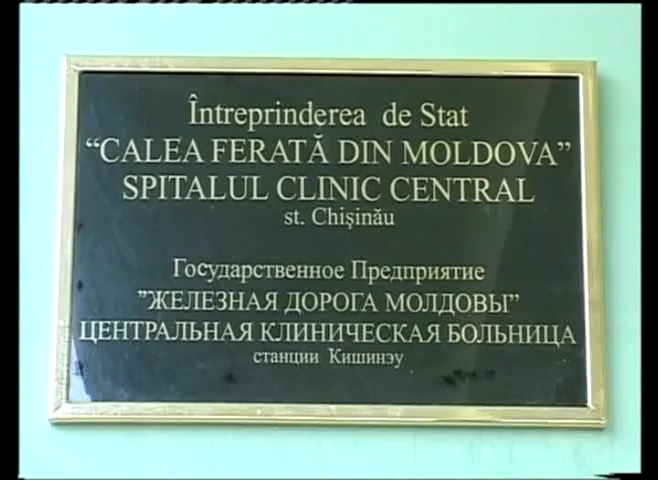 Întreprinderea de Stat
“CALEA FERATĂ DIN MOLDOVA”
SPITALUL CLINIC CENTRAL
st. Chişinău
Государственное Предприятие
”ЖЕЛЕЗНАЯ ДОРОГА МОЛДОВЫ”
ЦЕНТРАЛЬНАЯ КЛИНИЧЕСКАЯ БОЛЬНИЦА
станции Кишинэу